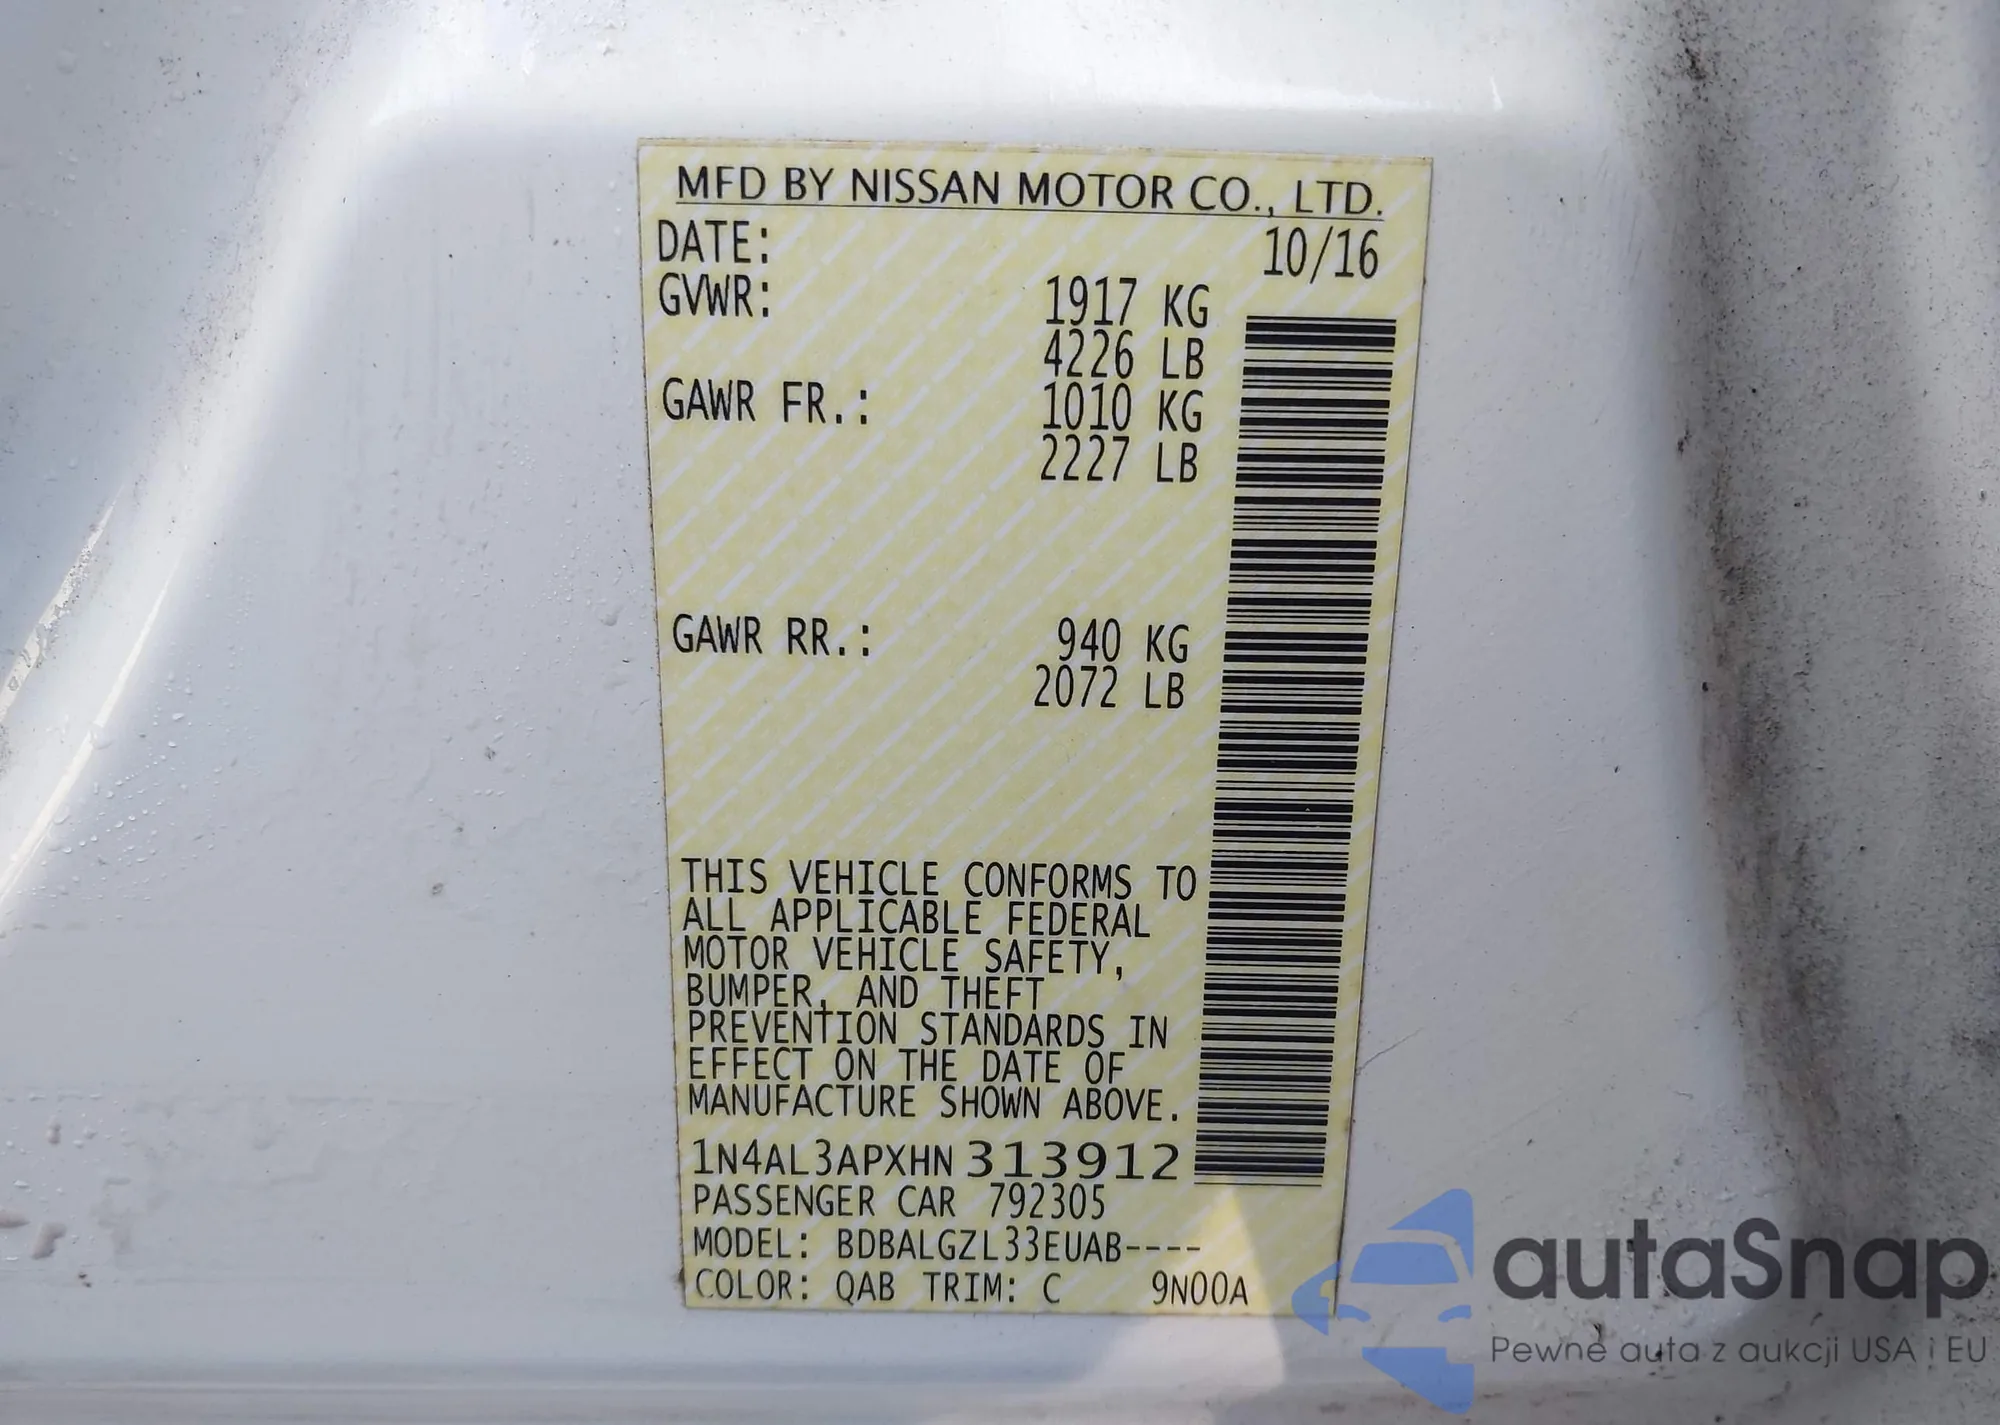 MFD BY NISSAN MOTOR CO., LTD.
DATE: 10/16
GVWR: 1917 KG
4226 LB
GAWR FR.: 1010 KG
2227 LB
GAWR RR.: 940 KG
2072 LB
THIS VEHICLE CONFORMS TO
ALL APPLICABLE FEDERAL
MOTOR VEHICLE SAFETY,
BUMPER, AND THEFT
PREVENTION STANDARDS IN
EFFECT ON THE DATE OF
MANUFACTURE SHOWN ABOVE.
1N4AL3APXHN313912
PASSENGER CAR 792305
MODEL: BDBALGZL33EUAB----
COLOR: QAB TRIM: C 9N00A
autaSnap
Pewne auta z aukcji USA i EU